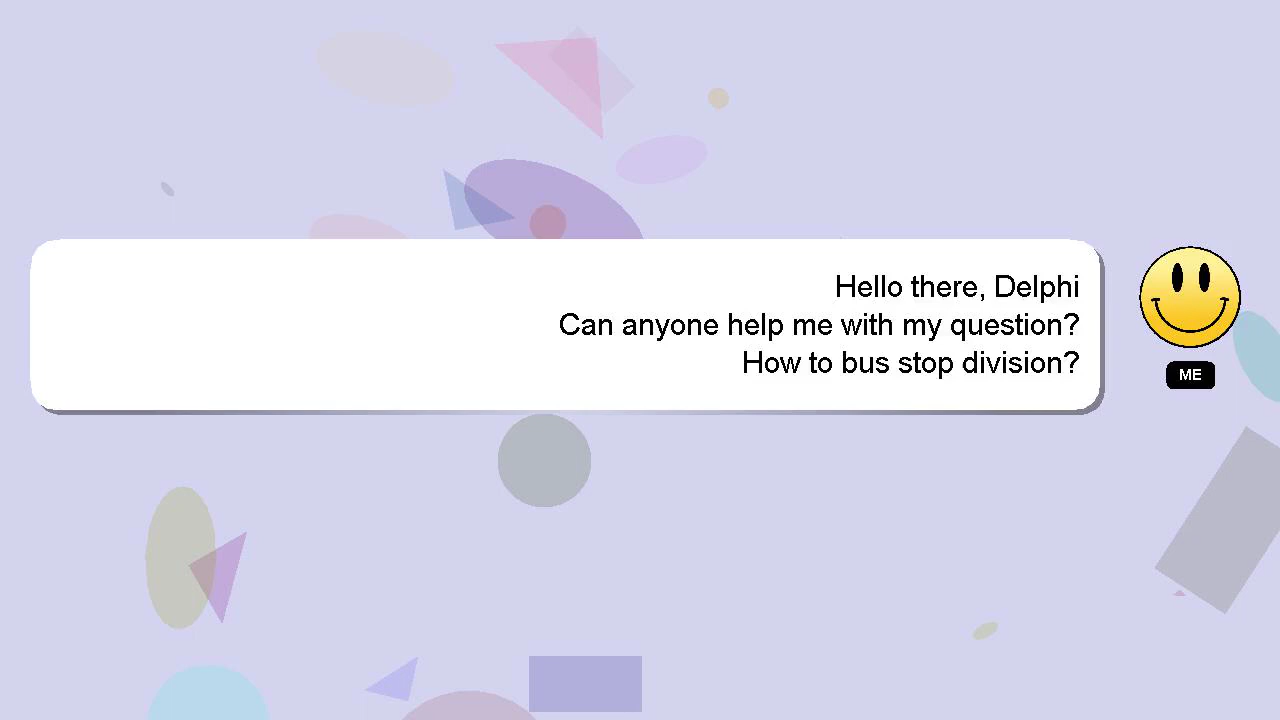 Hello there, Delphi
Can anyone help me with my question?
How to bus stop division?
ME